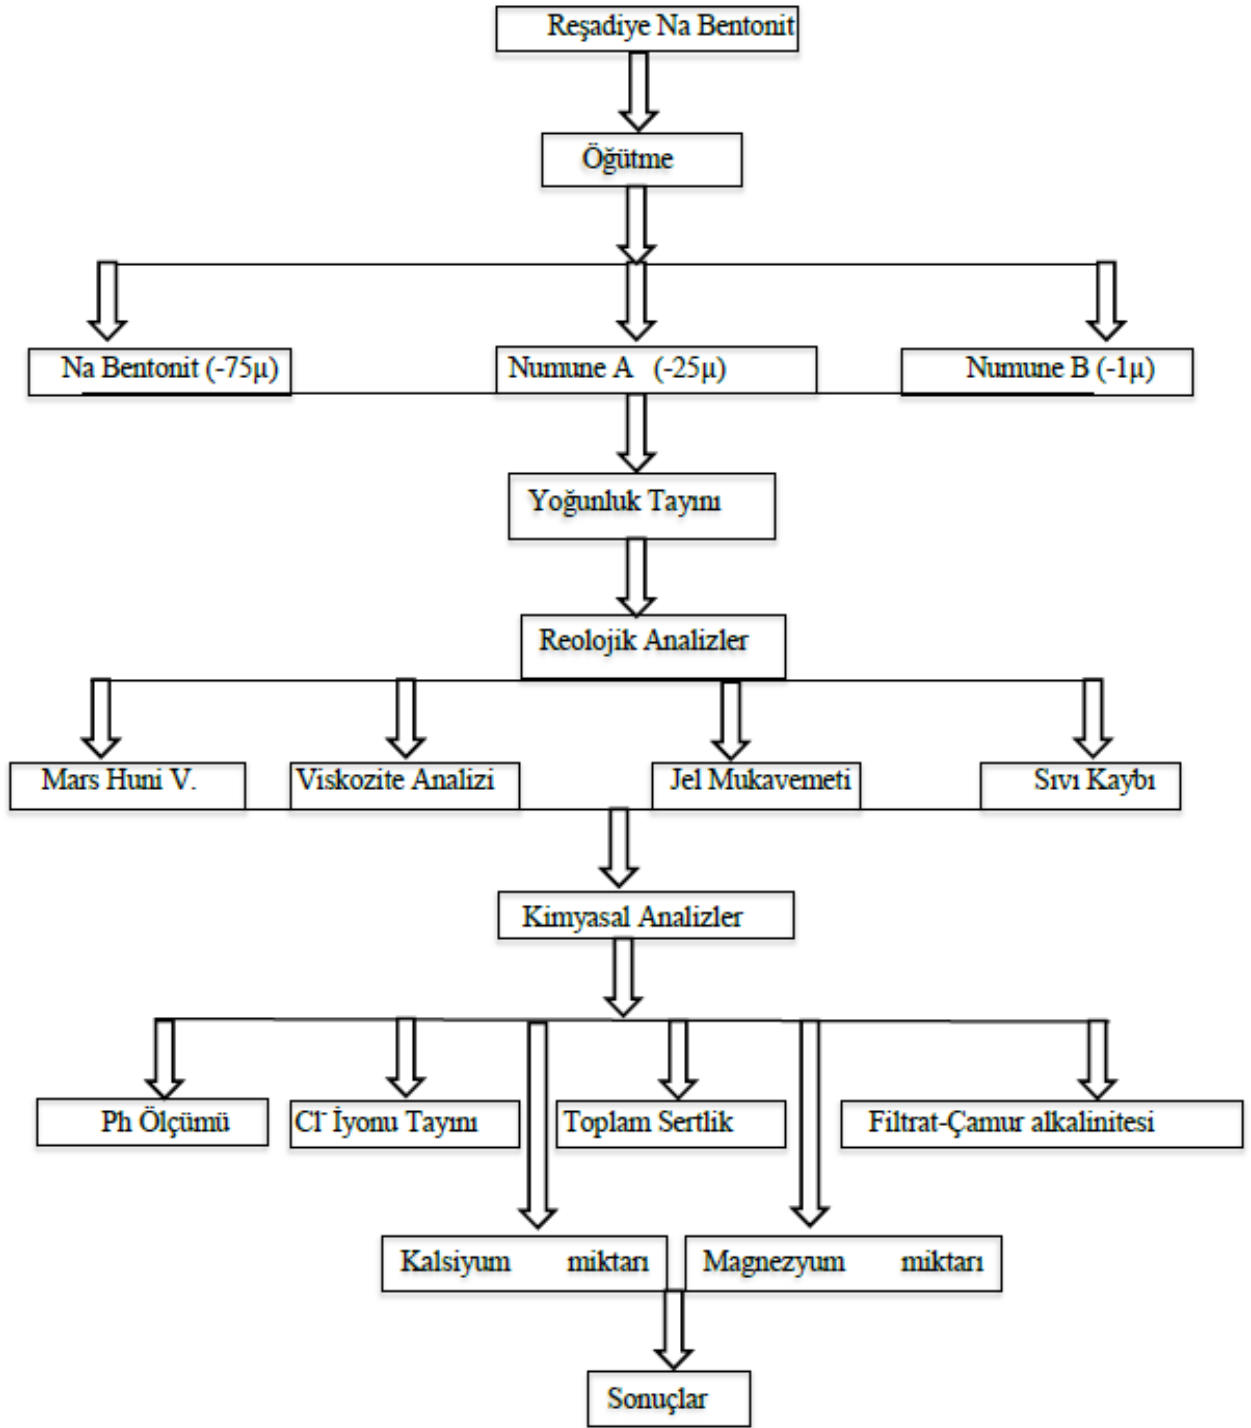 Reşadiye Na Bentonit
Öğütme
Na Bentonit (-75µ)
Numune A (-25µ)
Numune B (-1µ)
Yoğunluk Tayını
Reolojik Analizler
Mars Huni V.
Viskozite Analizi
Jel Mukavemeti
Sıvı Kaybı
Kimyasal Analizler
Ph Ölçümü
Cl⁻ İyonu Tayını
Toplam Sertlik
Filtrat-Çamur alkalinitesi
Kalsiyum miktarı
Magnezyum miktarı
Sonuçlar